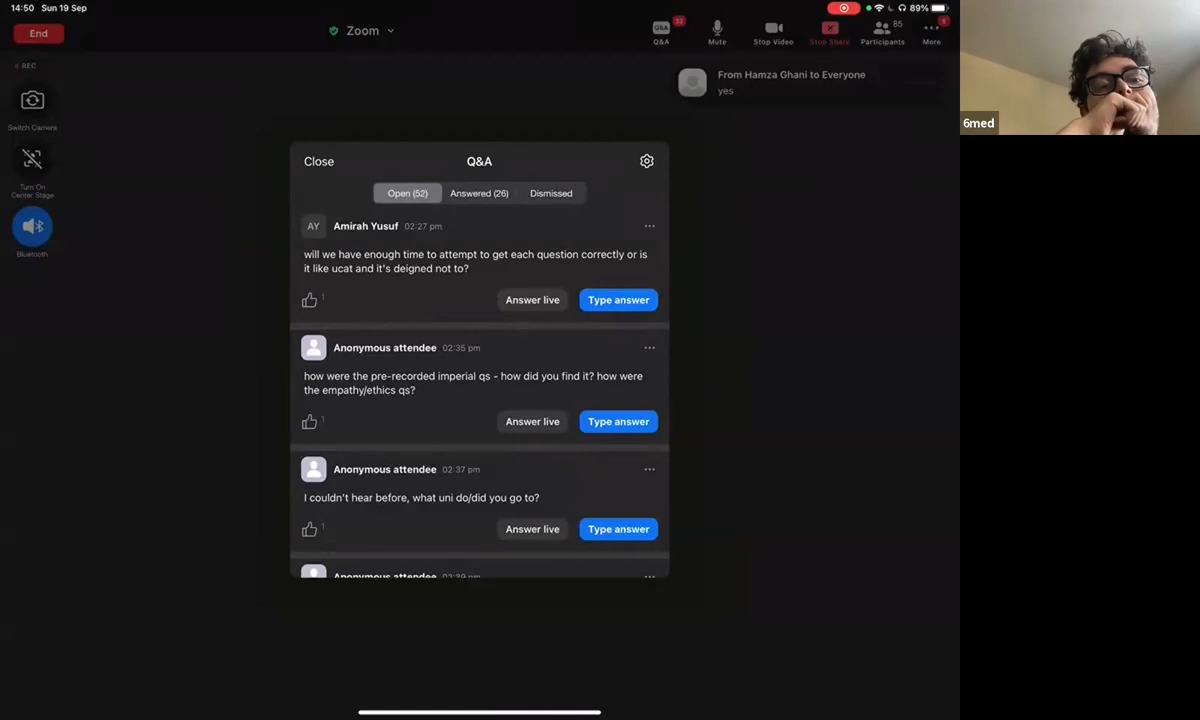 14:50 Sun 19 Sep
89%
End
Zoom
52
Q&A
Q&A
Mute
Stop Video
Stop Share
85
Participants
More
REC
From Hamza Ghani to Everyone
yes
Switch Camera
Turn On
Center Stage
Bluetooth
6med
Close
Q&A
Open (52)
Answered (26)
Dismissed
AY
Amirah Yusuf 02:27 pm
will we have enough time to attempt to get each question correctly or is
it like ucat and it's deigned not to?
1
Answer live
Type answer
Anonymous attendee 02:35 pm
how were the pre-recorded imperial qs - how did you find it? how were
the empathy/ethics qs?
1
Answer live
Type answer
Anonymous attendee 02:37 pm
I couldn't hear before, what uni do/did you go to?
1
Answer live
Type answer
Anonymous attendee 02:39 pm